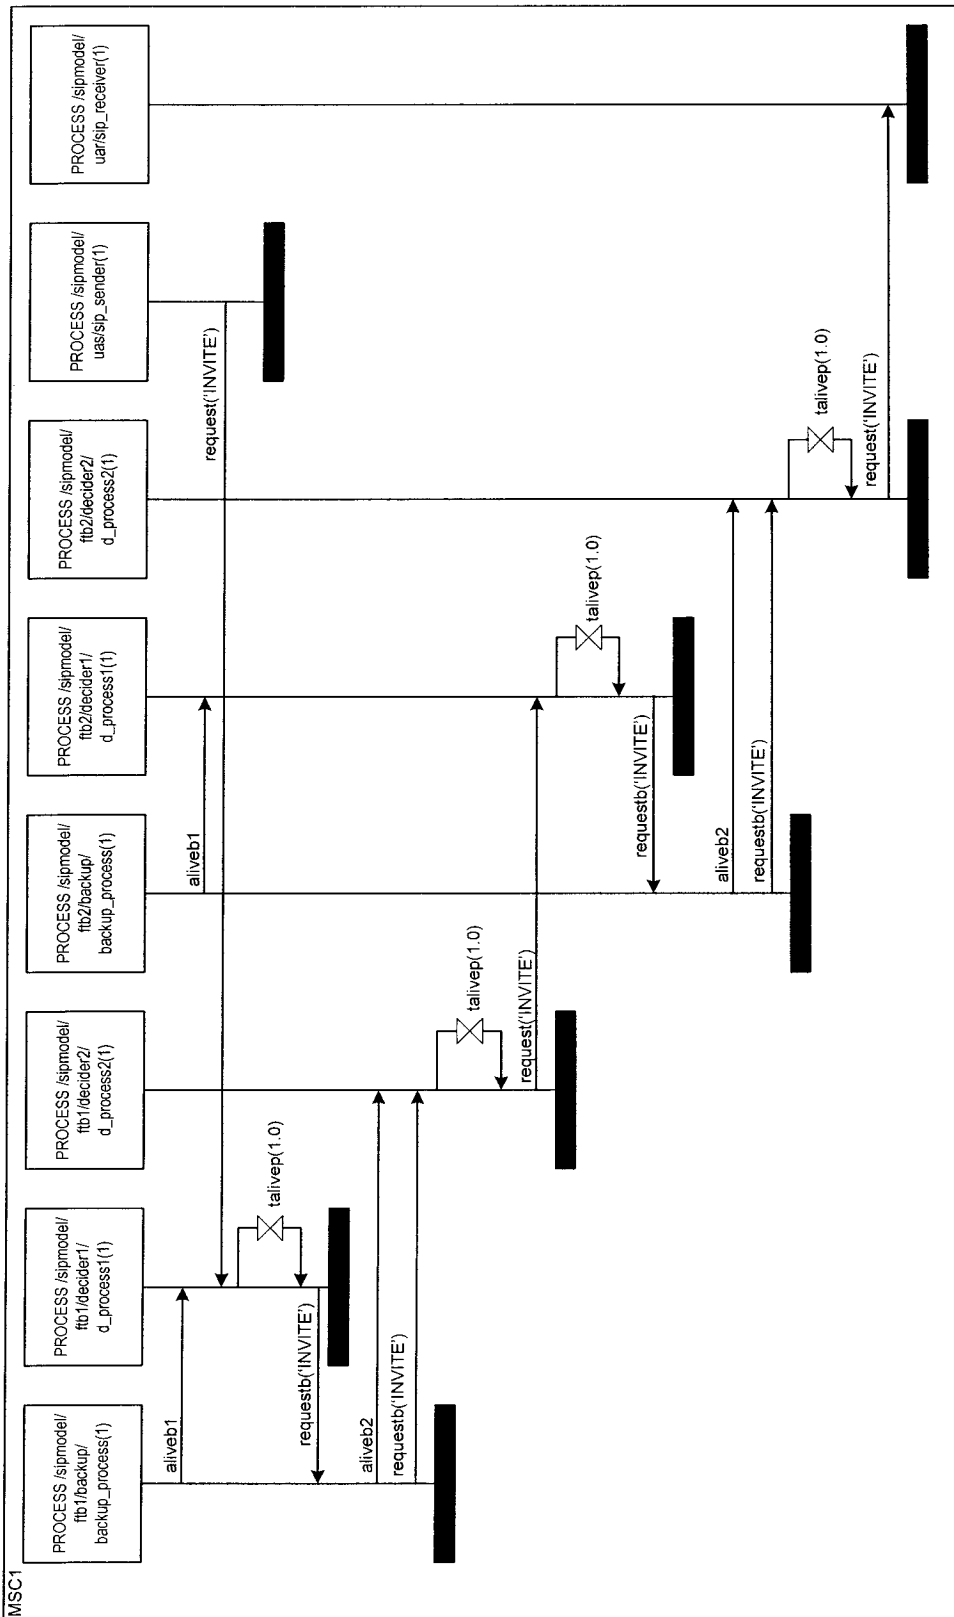 MSC1
PROCESS /sipmodel/
ftb1/backup/
backup_process(1)
PROCESS /sipmodel/
ftb1/decider1/
d_process1(1)
PROCESS /sipmodel/
ftb1/decider2/
d_process2(1)
PROCESS /sipmodel/
ftb2/backup/
backup_process(1)
PROCESS /sipmodel/
ftb2/decider1/
d_process1(1)
PROCESS /sipmodel/
ftb2/decider2/
d_process2(1)
PROCESS /sipmodel/
uas/sip_sender(1)
PROCESS /sipmodel/
uar/sip_receiver(1)
aliveb1
aliveb1
request('INVITE')
talivep(1.0)
requestb('INVITE')
aliveb2
requestb('INVITE')
talivep(1.0)
request('INVITE')
talivep(1.0)
requestb('INVITE')
aliveb2
requestb('INVITE')
talivep(1.0)
request('INVITE')